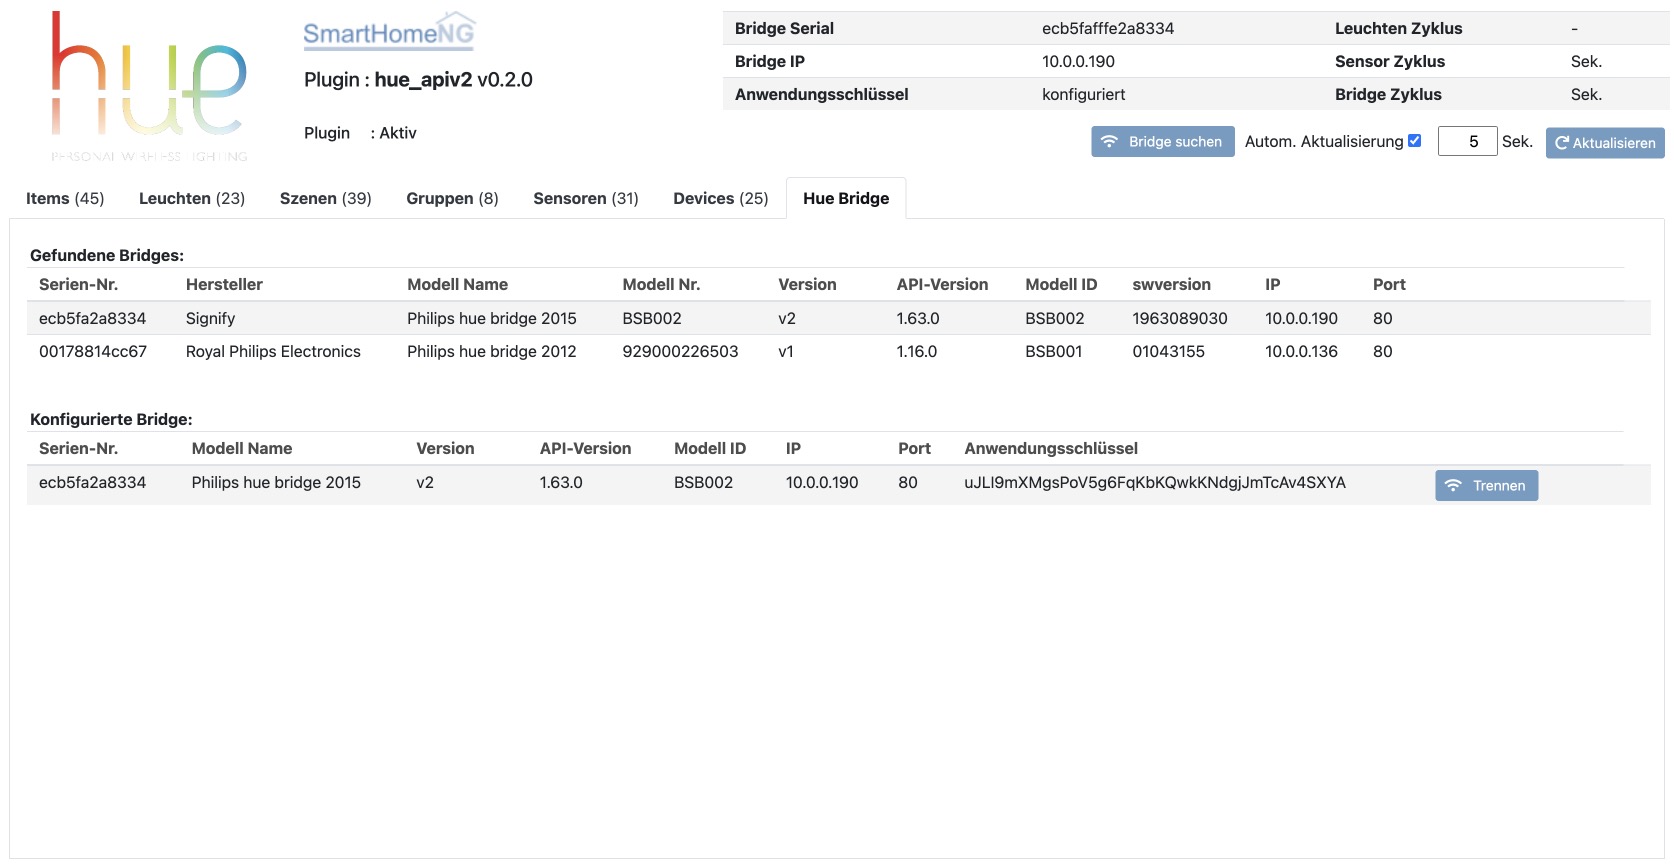 hue
PERSONAL WIRELESS LIGHTING
SmartHomeNG
Plugin : hue_apiv2 v0.2.0
Plugin : Aktiv
Bridge Serial ecb5fafffe2a8334 Leuchten Zyklus -
Bridge IP 10.0.0.190 Sensor Zyklus Sek.
Anwendungsschlüssel konfiguriert Bridge Zyklus Sek.
Bridge suchen Autom. Aktualisierung 5 Sek. Aktualisieren
Items (45) Leuchten (23) Szenen (39) Gruppen (8) Sensoren (31) Devices (25) Hue Bridge
Gefundene Bridges:
Serien-Nr. Hersteller Modell Name Modell Nr. Version API-Version Modell ID swversion IP Port
ecb5fa2a8334 Signify Philips hue bridge 2015 BSB002 v2 1.63.0 BSB002 1963089030 10.0.0.190 80
00178814cc67 Royal Philips Electronics Philips hue bridge 2012 929000226503 v1 1.16.0 BSB001 01043155 10.0.0.136 80
Konfigurierte Bridge:
Serien-Nr. Modell Name Version API-Version Modell ID IP Port Anwendungsschlüssel
ecb5fa2a8334 Philips hue bridge 2015 v2 1.63.0 BSB002 10.0.0.190 80 uJLI9mXMgsPoV5g6FqKbKQwkKNdgjJmTcAv4SXYA Trennen